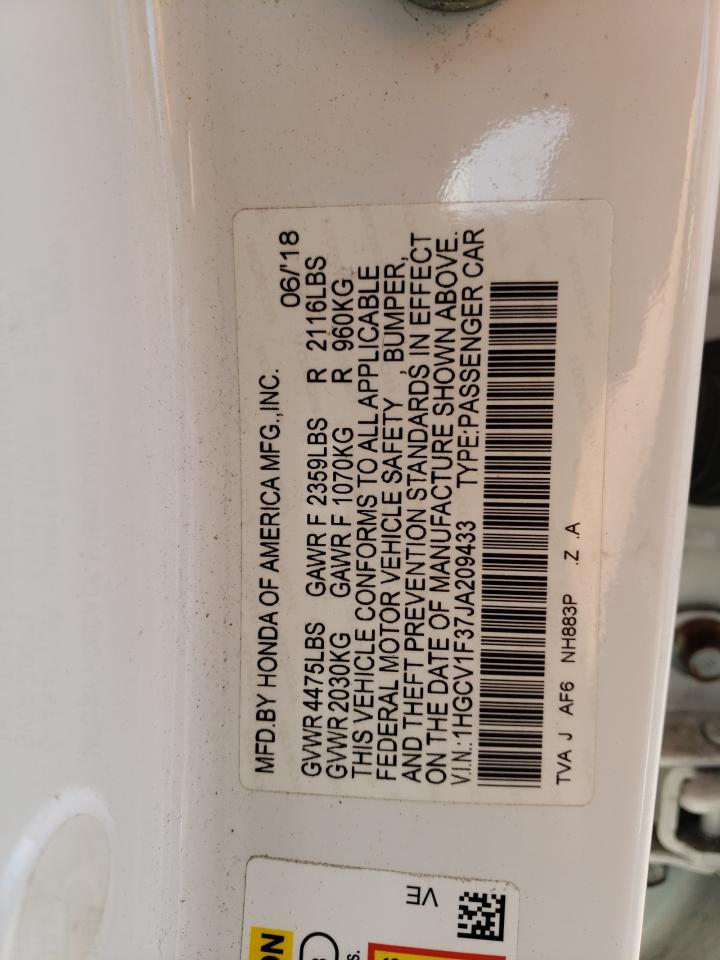 MFD.BY HONDA OF AMERICA MFG.,INC. 06/'18
GVWR 4475LBS GAWR F 2359LBS R 2116LBS
GVWR 2030KG GAWR F 1070KG R 960KG
THIS VEHICLE CONFORMS TO ALL APPLICABLE
FEDERAL MOTOR VEHICLE SAFETY , BUMPER,
AND THEFT PREVENTION STANDARDS IN EFFECT
ON THE DATE OF MANUFACTURE SHOWN ABOVE.
V.I.N.:1HGCV1F37JA209433 TYPE:PASSENGER CAR
TVA J AF6 NH883P .Z .A
VE